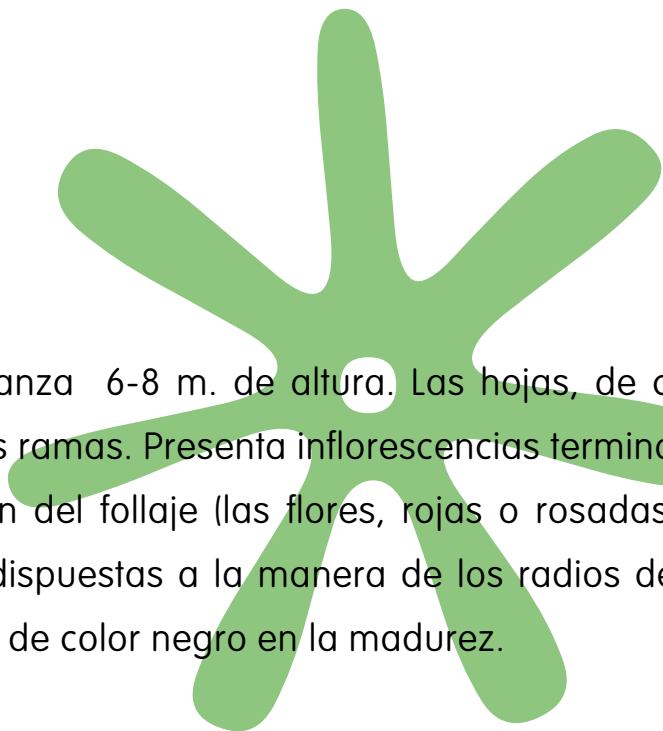 anza 6-8 m. de altura. Las hojas, de
s ramas. Presenta inflorescencias termina
n del follaje (las flores, rojas o rosadas
dispuestas a la manera de los radios de
de color negro en la madurez.